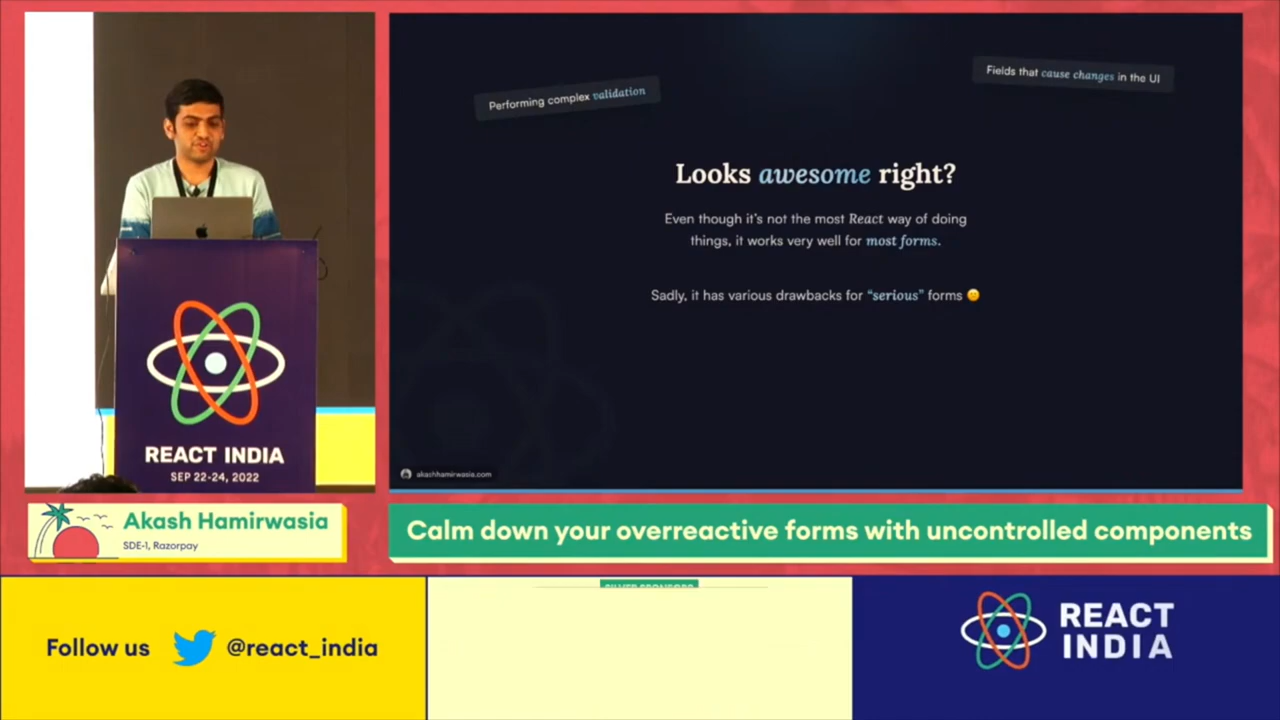 Performing complex validation
Fields that cause changes in the UI
Looks awesome right?
Even though it's not the most React way of doing
things, it works very well for most forms.
Sadly, it has various drawbacks for “serious” forms
akashhamirwasia.com
REACT INDIA
SEP 22-24, 2022
Akash Hamirwasia
SDE-1, Razorpay
Calm down your overreactive forms with uncontrolled components
Follow us
@react_india
SILVER SPONSORS
REACT
INDIA